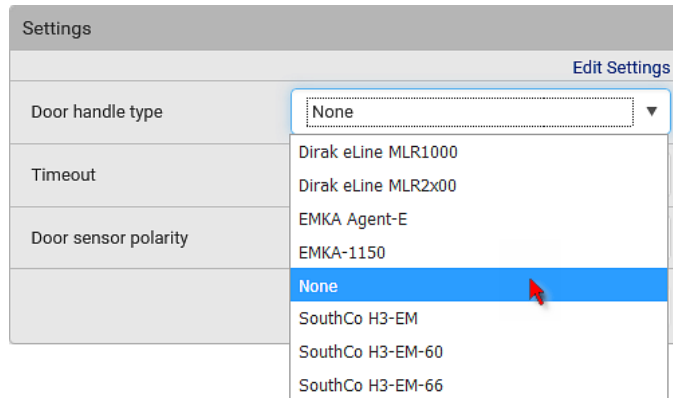 Settings
Edit Settings
Door handle type
None
Dirak eLine MLR1000
Dirak eLine MLR2x00
Timeout
EMKA Agent-E
Door sensor polarity
EMKA-1150
None
SouthCo H3-EM
SouthCo H3-EM-60
SouthCo H3-EM-66